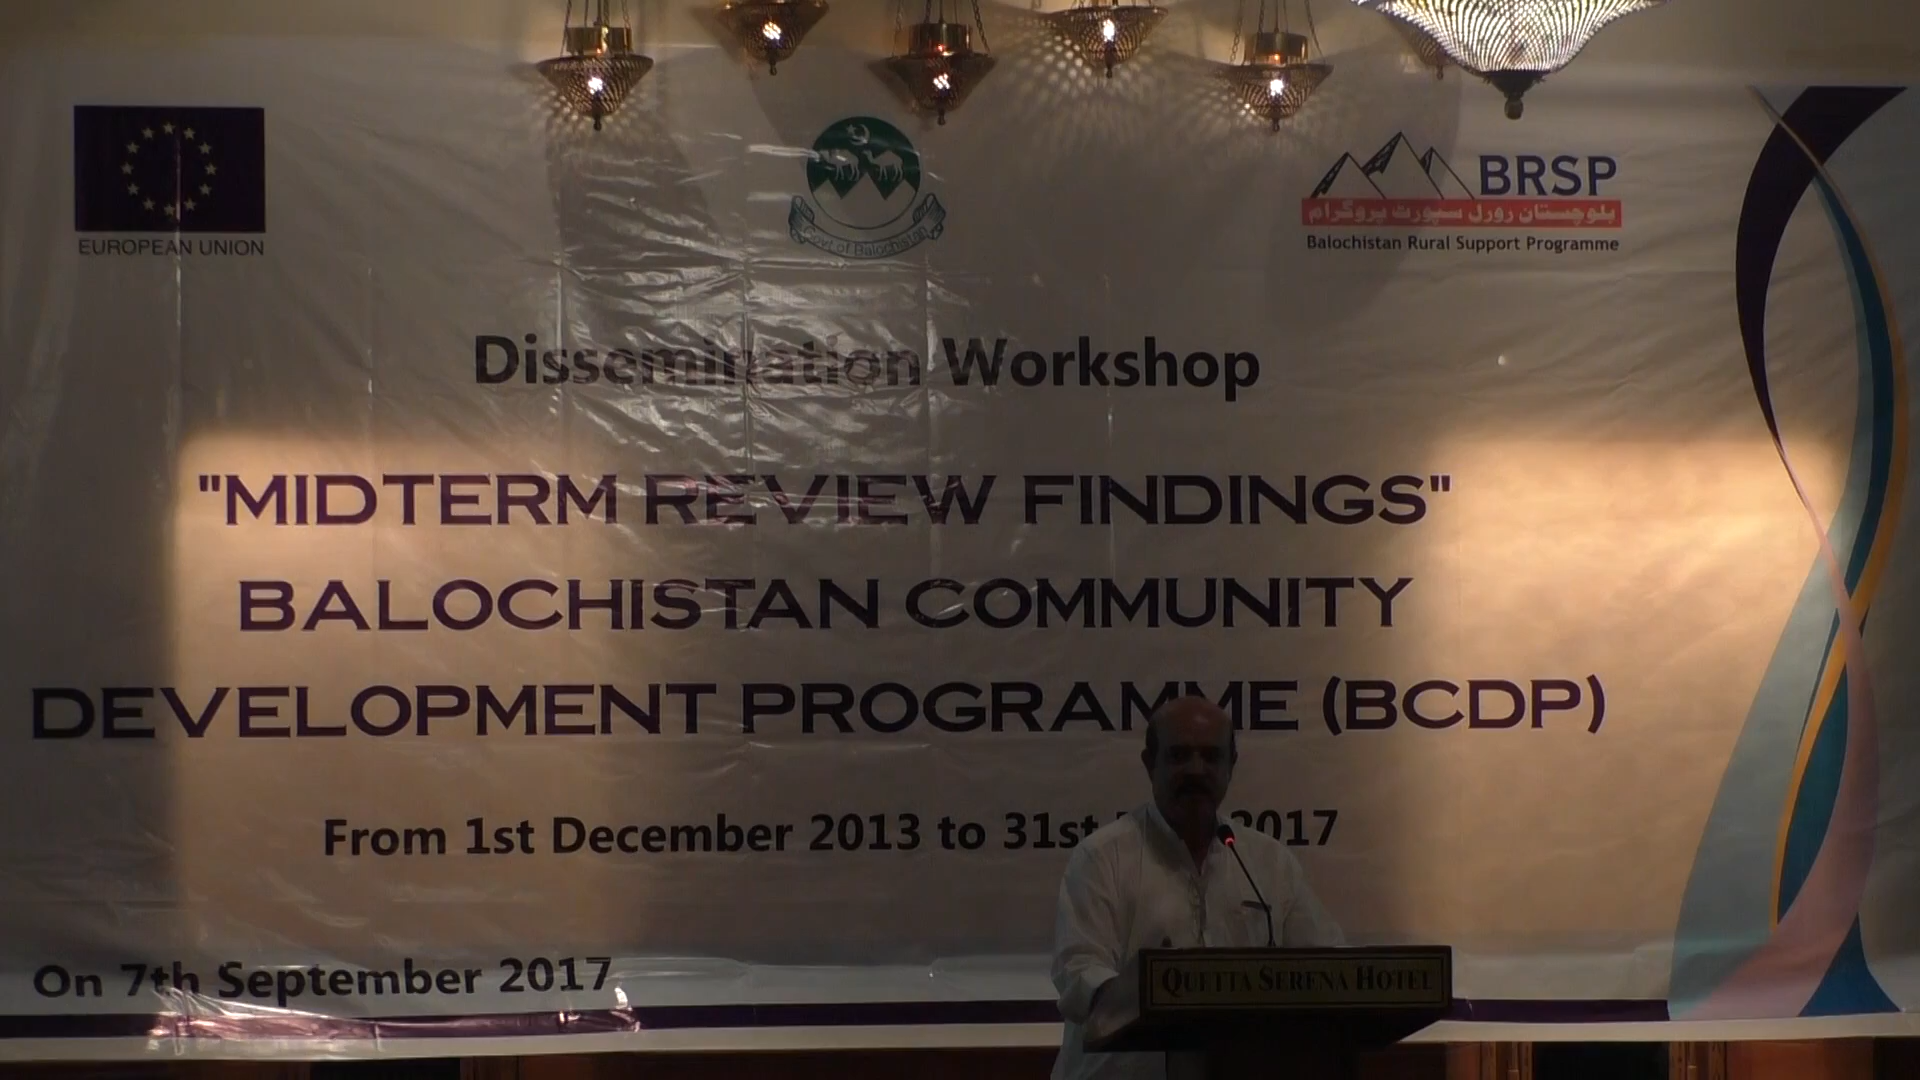 EUROPEAN UNION
Govt of Balochistan
BRSP
بلوچستان رورل سپورٹ پروگرام
Balochistan Rural Support Programme
Dissemination Workshop
"MIDTERM REVIEW FINDINGS"
BALOCHISTAN COMMUNITY
DEVELOPMENT PROGRAMME (BCDP)
From 1st December 2013 to 31st 2017
On 7th September 2017
QUETTA SERENA HOTEL